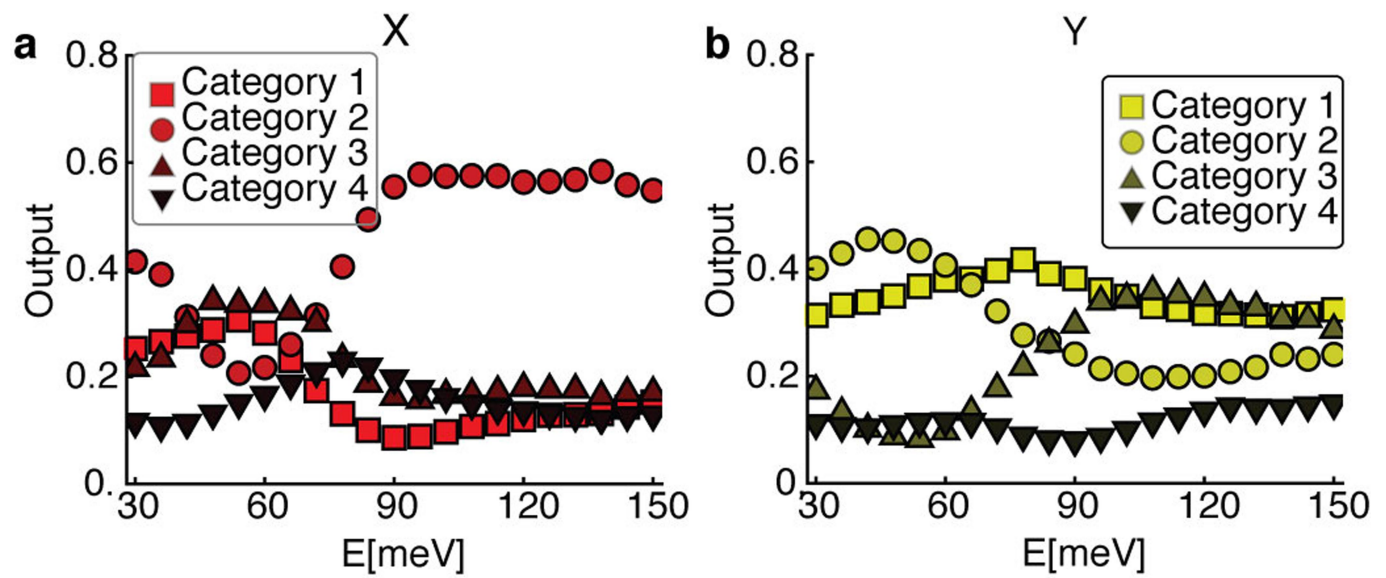 a
X
0.8
0.6
0.4
0.2
0.
Output
Category 1
Category 2
Category 3
Category 4
30
60
90
120
150
E[meV]
b
Y
0.8
0.6
0.4
0.2
0
Output
Category 1
Category 2
Category 3
Category 4
30
60
90
120
150
E[meV]